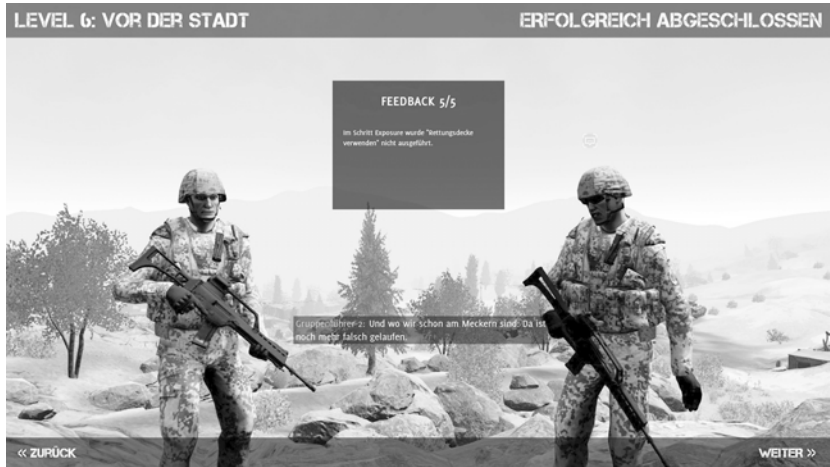 LEVEL 6: VOR DER STADT
ERFOLGREICH ABGESCHLOSSEN
FEEDBACK 5/5
Im Schritt Exposure wurde "Rettungsdecke
verwenden" nicht ausgeführt.
Gruppenführer 2: Und wo wir schon am Meckern sind: Da ist
noch mehr falsch gelaufen.
« ZURÜCK
WEITER »